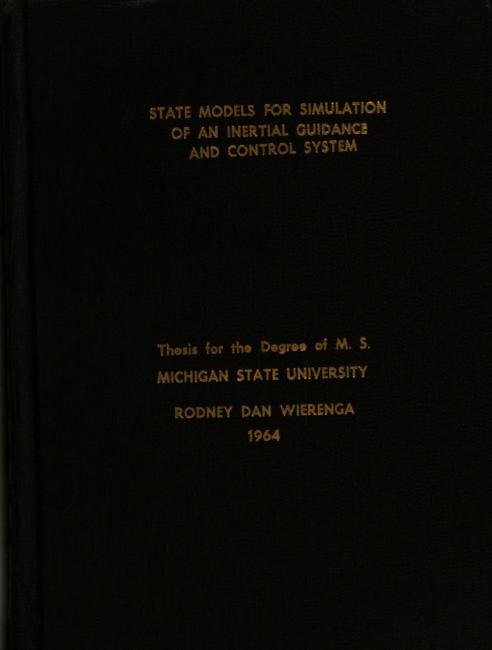 STATE MODELS FOR SIMULATION
OF AN INERTIAL GUIDANCE
AND CONTROL SYSTEM
Thesis for the Degree of M. S.
MICHIGAN STATE UNIVERSITY
RODNEY DAN WIERENGA
1964